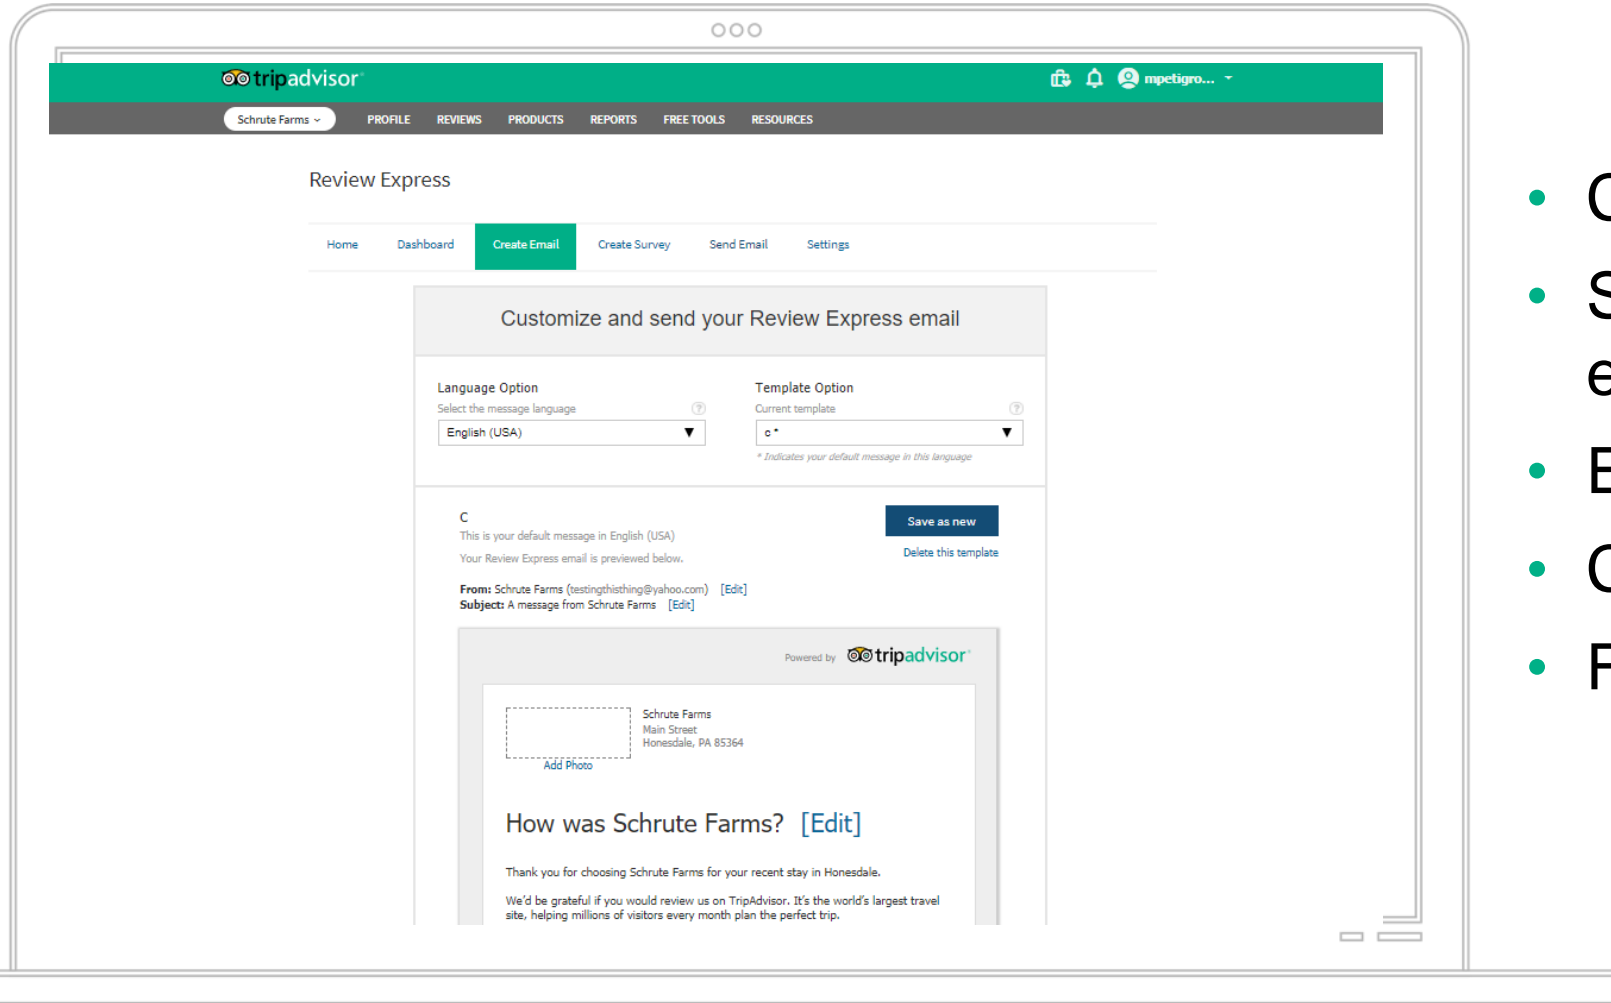 tripadvisor
mpetigro...
Schrute Farms
PROFILE REVIEWS PRODUCTS REPORTS FREE TOOLS RESOURCES
Review Express
Home Dashboard Create Email Create Survey Send Email Settings
Customize and send your Review Express email
Language Option
Select the message language ?
English (USA)
Template Option
Current template ?
c *
* Indicates your default message in this language
C
This is your default message in English (USA)
Your Review Express email is previewed below.
Save as new
Delete this template
From: Schrute Farms (testingthisthing@yahoo.com) [Edit]
Subject: A message from Schrute Farms [Edit]
Powered by tripadvisor
Schrute Farms
Main Street
Honesdale, PA 85364
Add Photo
How was Schrute Farms? [Edit]
Thank you for choosing Schrute Farms for your recent stay in Honesdale.
We'd be grateful if you would review us on TripAdvisor. It's the world's largest travel
site, helping millions of visitors every month plan the perfect trip.